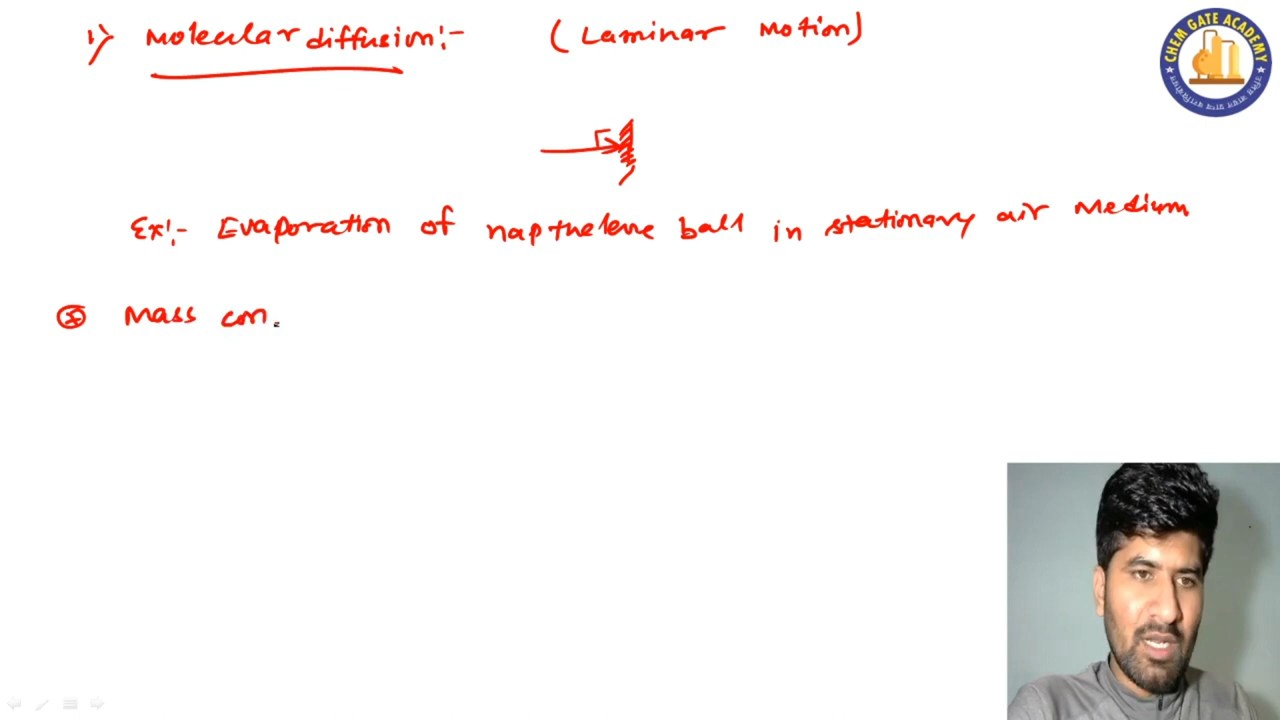 1) Molecular diffusion:- (Laminar Motion)
CHEM GATE ACADEMY
Ex:- Evaporation of napthelene ball in stationary air Medium
Mass con